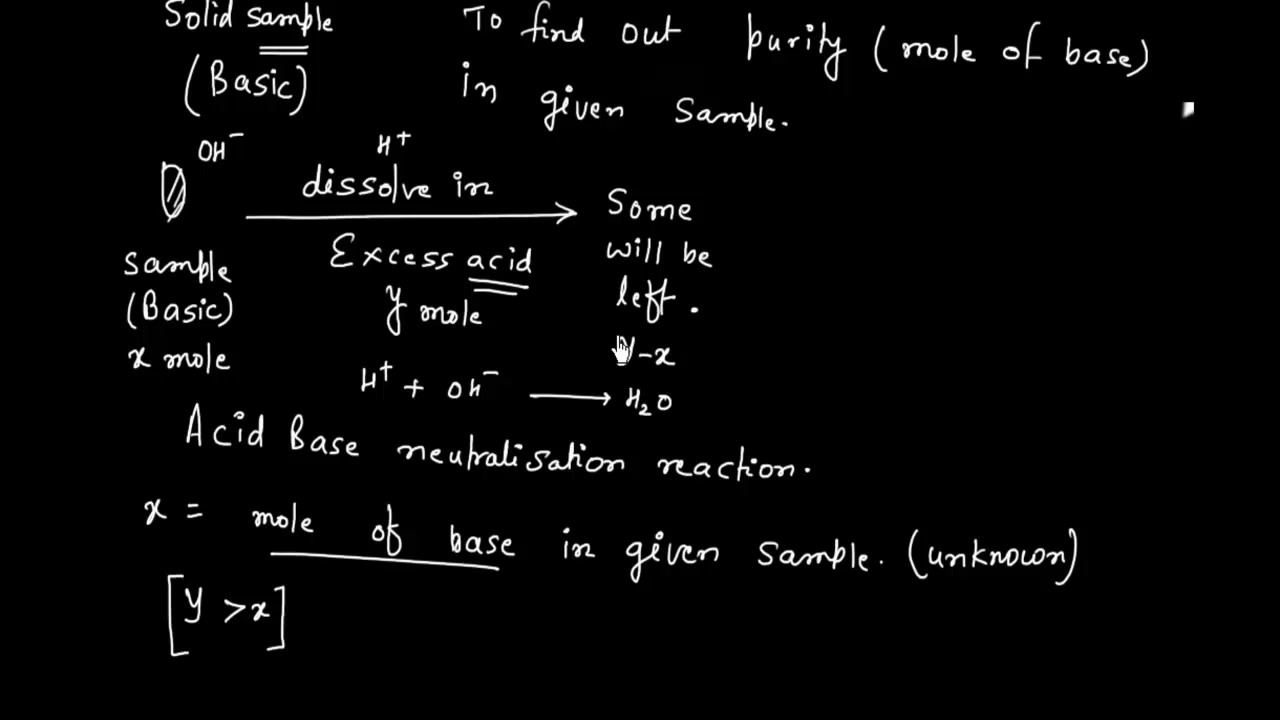 Solid sample
(Basic)
To find out purity (mole of base)
in given sample.
OH⁻
H⁺
dissolve in
Excess acid
y mole
Some
will be
left.
y-x
sample
(Basic)
x mole
H⁺ + OH⁻ ⟶ H₂O
Acid Base neutralisation reaction.
x = mole of base in given sample. (unknown)
[y >x]